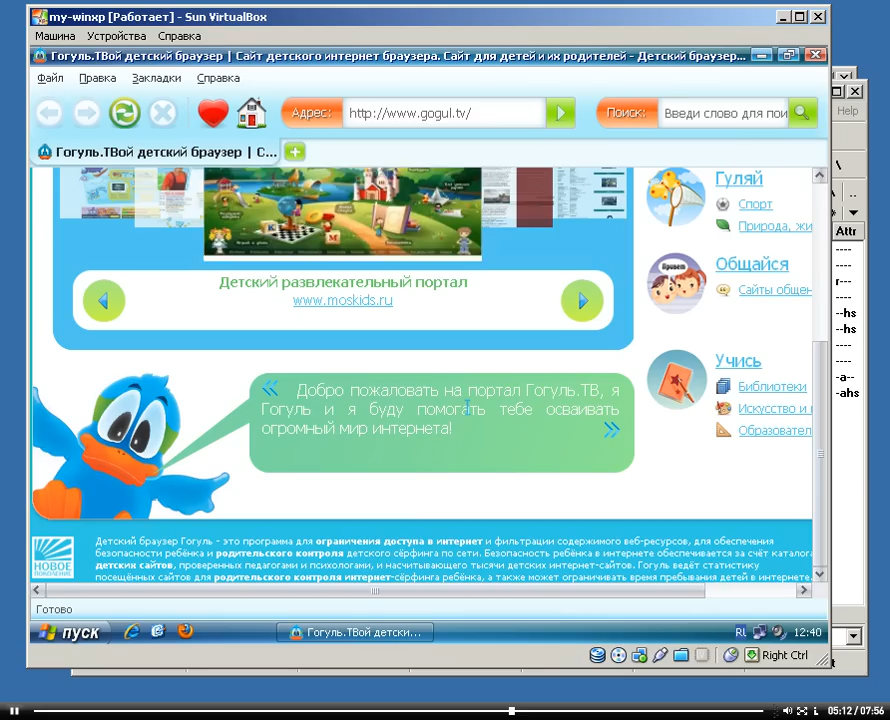 my-winxp [Работает] - Sun VirtualBox
Машина Устройства Справка
Гогуль.ТВой детский браузер | Сайт детского интернет браузера. Сайт для детей и их родителей - Детский браузер...
Файл Правка Закладки Справка
Help
Адрес: http://www.gogul.tv/ Поиск: Введи слово для пои
Гогуль.ТВой детский браузер | С...
Гуляй
Спорт
Природа, жи
Attr
----
----
r---
----
--hs
--hs
----
----
-a--
-ahs
Детский развлекательный портал
www.moskids.ru
Привет
Общайся
Сайты общен
Учись
Библиотеки
Искусство и
Образовател
« Добро пожаловать на портал Гогуль.ТВ, я
Гогуль и я буду помогать тебе осваивать
огромный мир интернета! »
НОВОЕ
ПОКОЛЕНИЕ
Детский браузер Гогуль - это программа для ограничения доступа в интернет и фильтрации содержимого веб-ресурсов, для обеспечения
безопасности ребёнка и родительского контроля детского сёрфинга по сети. Безопасность ребёнка в интернете обеспечивается за счёт каталога
детских сайтов, проверенных педагогами и психологами, и насчитывающего тысячи детских интернет-сайтов. Гогуль ведёт статистику
посещённых сайтов для родительского контроля интернет-сёрфинга ребёнка, а также может ограничивать время пребывания детей в интернете.
Готово
пуск Гогуль.ТВой детски... RL 12:40
Right Ctrl
05:12 / 07:56